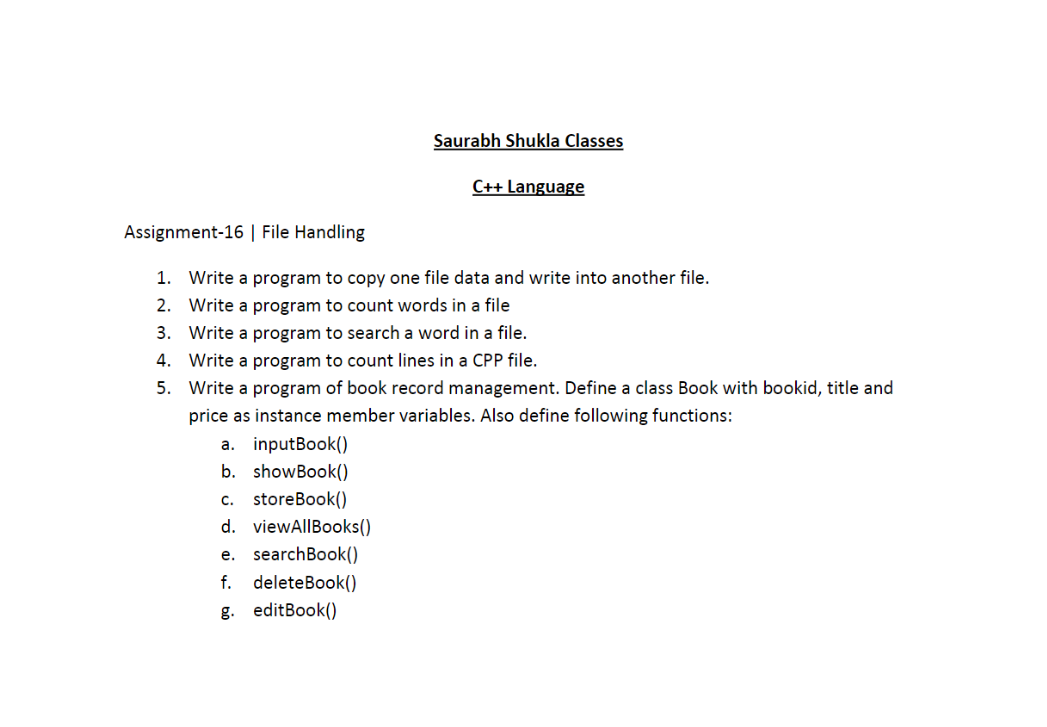 Saurabh Shukla Classes
C++ Language
Assignment-16 | File Handling
1. Write a program to copy one file data and write into another file.
2. Write a program to count words in a file
3. Write a program to search a word in a file.
4. Write a program to count lines in a CPP file.
5. Write a program of book record management. Define a class Book with bookid, title and
price as instance member variables. Also define following functions:
a. inputBook()
b. showBook()
c. storeBook()
d. viewAllBooks()
e. searchBook()
f. deleteBook()
g. editBook()